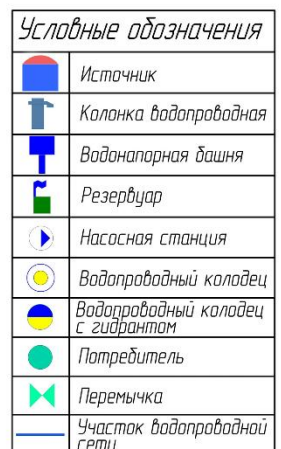 Условные обозначения
Источник
Колонка водопроводная
Водонапорная башня
Резервуар
Насосная станция
Водопроводный колодец
Водопроводный колодец
с гидрантом
Потребитель
Перемычка
Участок водопроводной
сети